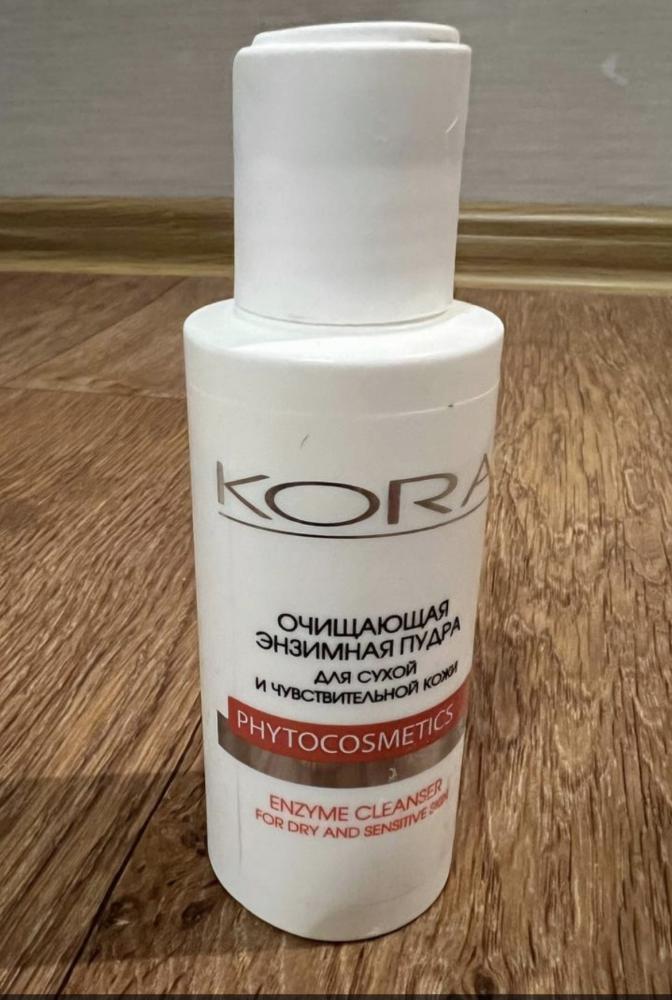 KORA
ОЧИЩАЮЩАЯ
ЭНЗИМНАЯ ПУДРА
ДЛЯ СУХОЙ
И ЧУВСТВИТЕЛЬНОЙ КОЖИ
PHYTOCOSMETICS
ENZYME CLEANSER
FOR DRY AND SENSITIVE SKIN